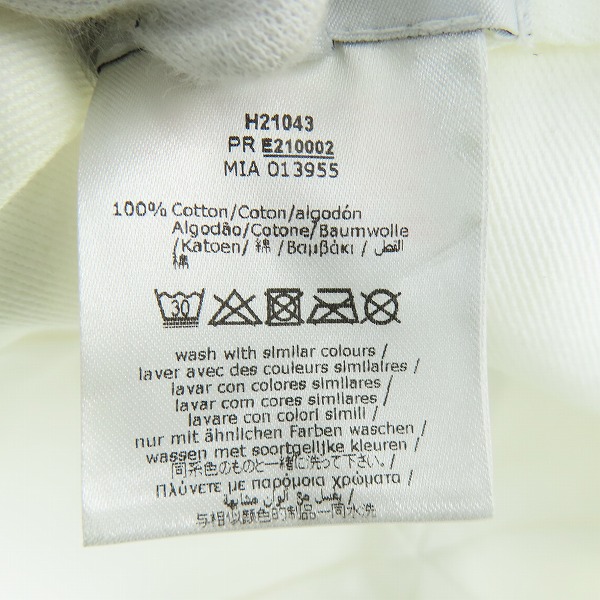 H21043
PR E210002
MIA 013955
100% Cotton/Coton/algodón
Algodão/Cotone/Baumwolle
/Katoen/ 綿 /Βαμβάκι / القطن
棉
30
wash with similar colours /
laver avec des couleurs similaires /
lavar con colores similares /
lavar com cores similares /
lavare con colori simili /
nur mit ähnlichen Farben waschen /
wassen met soortgelijke kleuren /
同系色のものと一緒に洗って下さい。/
Πλύνετε με παρόμοια χρώματα /
يغسل مع ألوان مشابهة /
与相似颜色的制品一同水洗